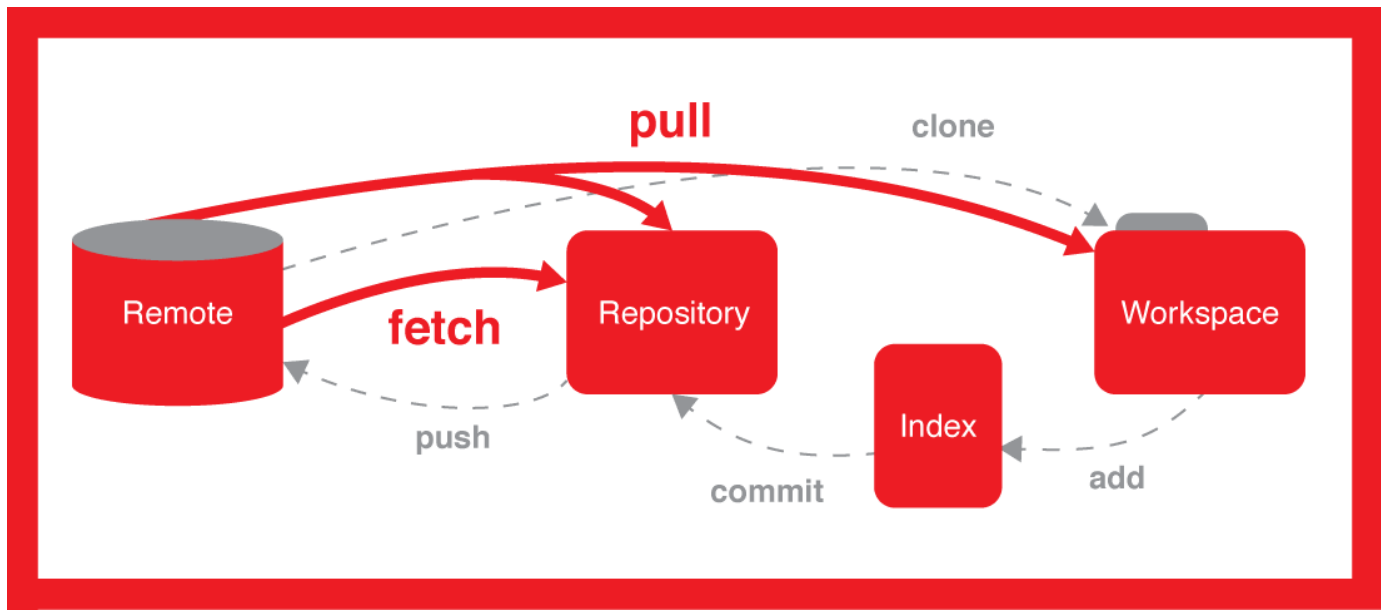 pull
clone
Remote
fetch
Repository
Workspace
push
Index
commit
add